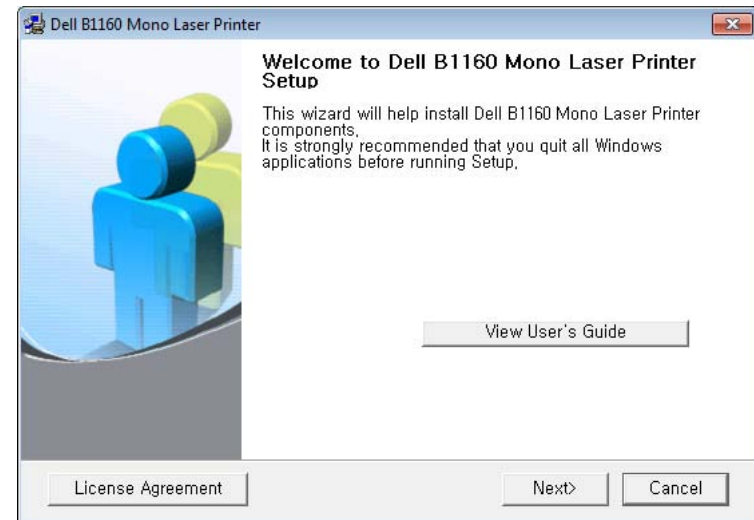 Dell B1160 Mono Laser Printer
Welcome to Dell B1160 Mono Laser Printer
Setup
This wizard will help install Dell B1160 Mono Laser Printer
components,
It is strongly recommended that you quit all Windows
applications before running Setup,
View User's Guide
License Agreement
Next>
Cancel